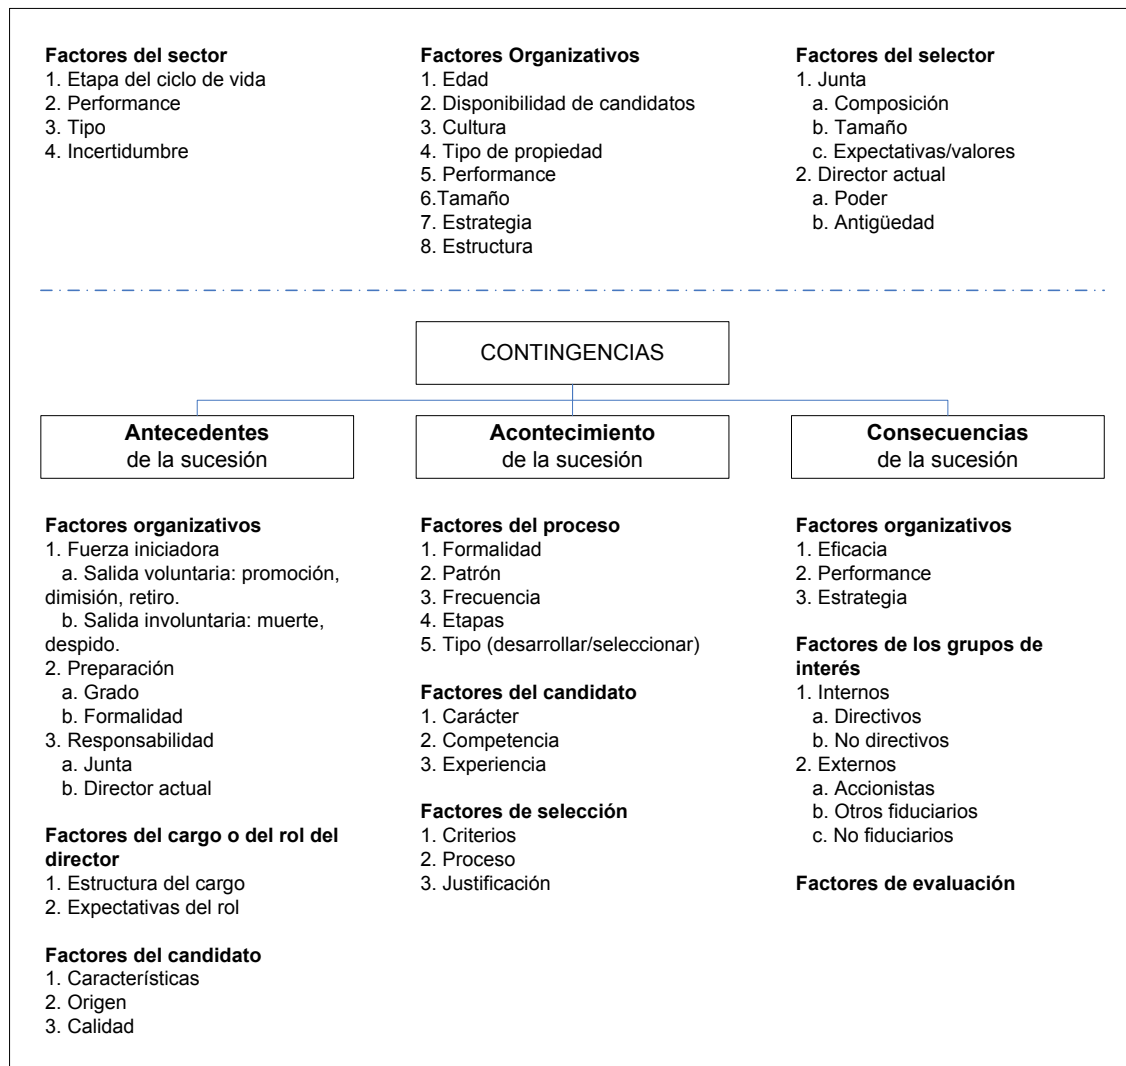 Factores del sector
1. Etapa del ciclo de vida
2. Performance
3. Tipo
4. Incertidumbre
Factores Organizativos
1. Edad
2. Disponibilidad de candidatos
3. Cultura
4. Tipo de propiedad
5. Performance
6.Tamaño
7. Estrategia
8. Estructura
Factores del selector
1. Junta
a. Composición
b. Tamaño
c. Expectativas/valores
2. Director actual
a. Poder
b. Antigüedad
CONTINGENCIAS
Antecedentes
de la sucesión
Acontecimiento
de la sucesión
Consecuencias
de la sucesión
Factores organizativos
1. Fuerza iniciadora
a. Salida voluntaria: promoción,
dimisión, retiro.
b. Salida involuntaria: muerte,
despido.
2. Preparación
a. Grado
b. Formalidad
3. Responsabilidad
a. Junta
b. Director actual
Factores del cargo o del rol del
director
1. Estructura del cargo
2. Expectativas del rol
Factores del candidato
1. Características
2. Origen
3. Calidad
Factores del proceso
1. Formalidad
2. Patrón
3. Frecuencia
4. Etapas
5. Tipo (desarrollar/seleccionar)
Factores del candidato
1. Carácter
2. Competencia
3. Experiencia
Factores de selección
1. Criterios
2. Proceso
3. Justificación
Factores organizativos
1. Eficacia
2. Performance
3. Estrategia
Factores de los grupos de
interés
1. Internos
a. Directivos
b. No directivos
2. Externos
a. Accionistas
b. Otros fiduciarios
c. No fiduciarios
Factores de evaluación